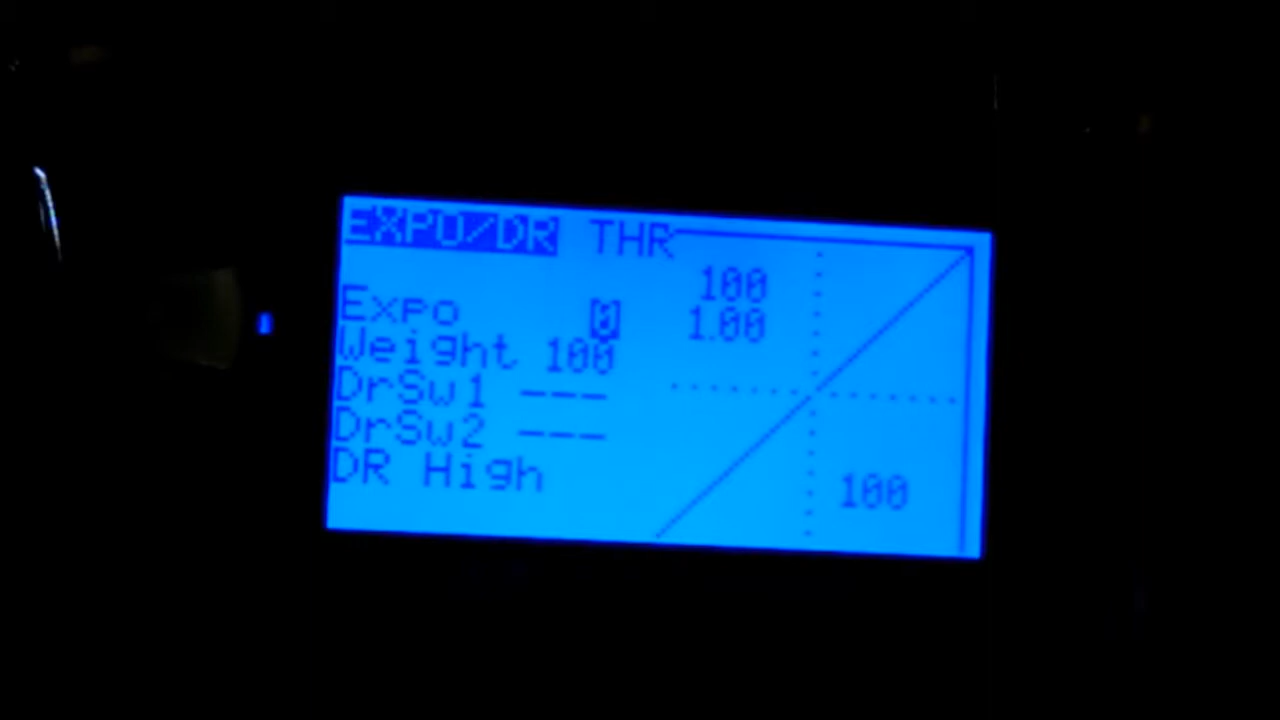 EXPO/DR THR
100
Expo 0 1.00
Weight 100
DrSw1 ---
DrSw2 ---
DR High 100